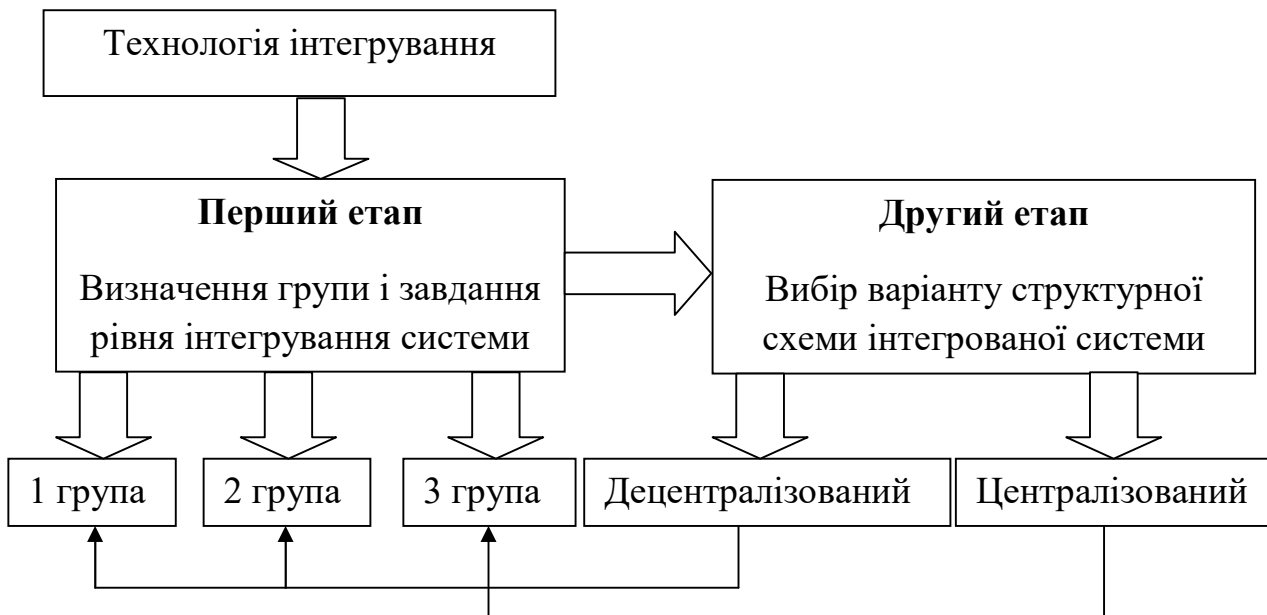 Технологія інтегрування
Перший етап
Визначення групи і завдання
рівня інтегрування системи
Другий етап
Вибір варіанту структурної
схеми інтегрованої системи
1 група
2 група
3 група
Децентралізований
Централізований